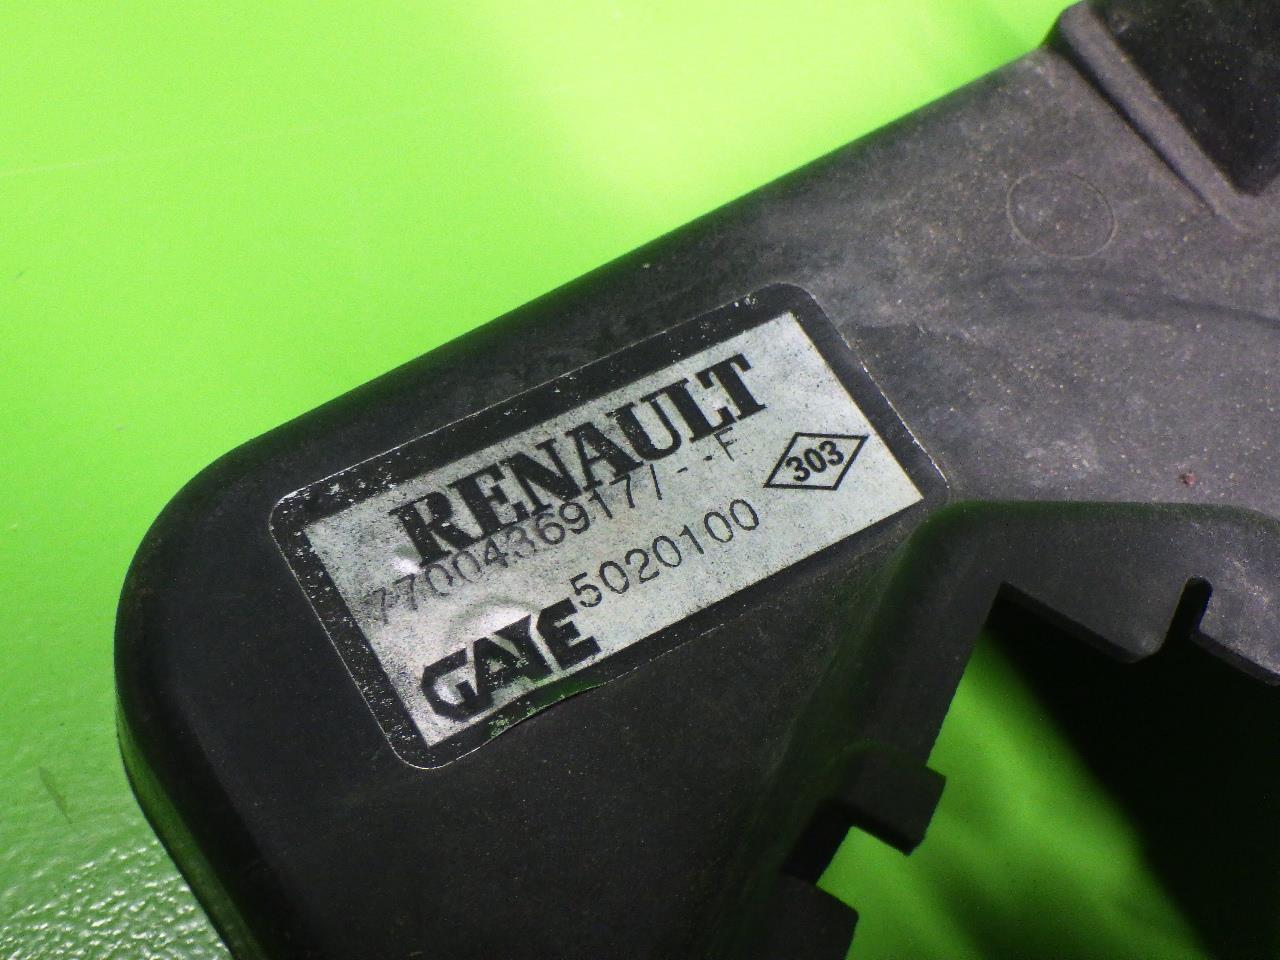 RENAULT
7700436917/--F
303
5020100
GATE